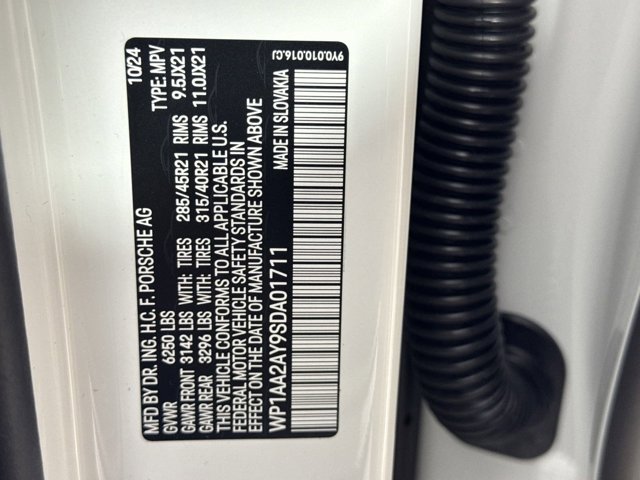 MFD BY DR. ING. H.C. F. PORSCHE AG 10/24
GVWR 6250 LBS TYPE: MPV
GAWR FRONT 3142 LBS WITH: TIRES 285/45R21 RIMS 9.5JX21
GAWR REAR 3296 LBS WITH: TIRES 315/40R21 RIMS 11.0JX21
THIS VEHICLE CONFORMS TO ALL APPLICABLE U.S.
FEDERAL MOTOR VEHICLE SAFETY STANDARDS IN
EFFECT ON THE DATE OF MANUFACTURE SHOWN ABOVE
WP1AA2AY9SDA01711 MADE IN SLOVAKIA
9Y0.010.016.CJ